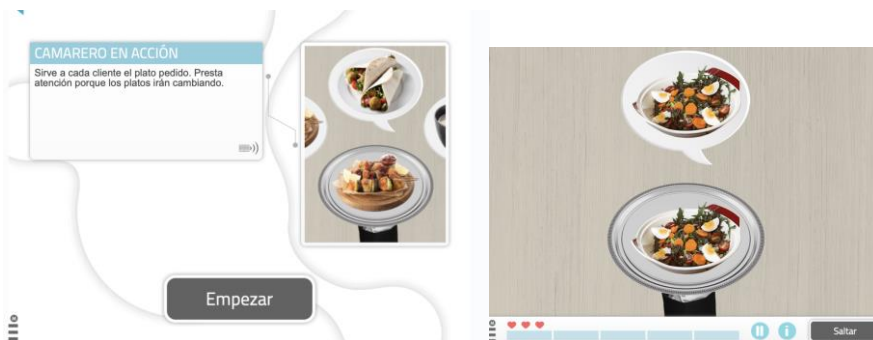 CAMARERO EN ACCIÓN
Sirve a cada cliente el plato pedido. Presta
atención porque los platos irán cambiando.
Empezar
Saltar